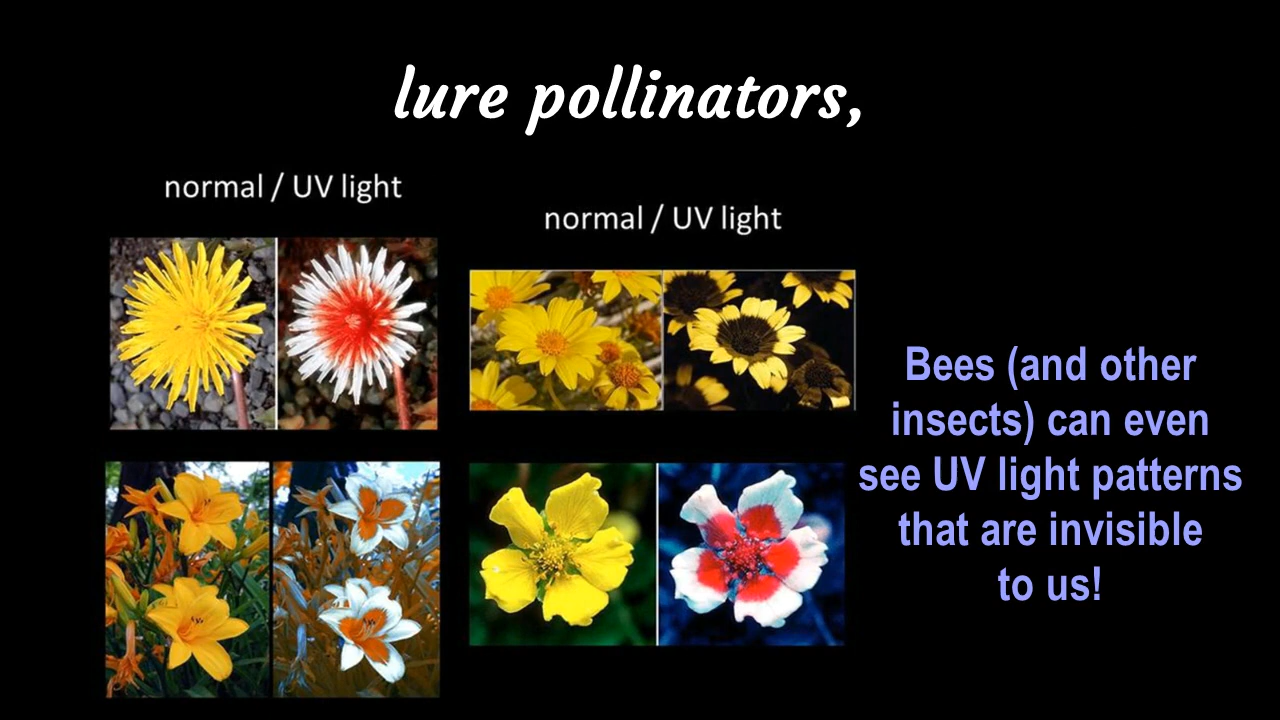 lure pollinators,
normal / UV light
normal / UV light
Bees (and other
insects) can even
see UV light patterns
that are invisible
to us!